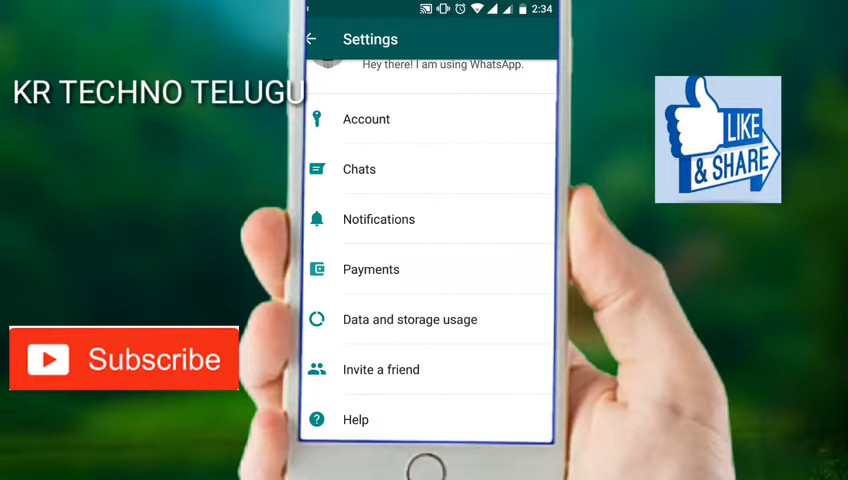 2:34
Settings
Hey there! I am using WhatsApp.
KR TECHNO TELUGU
Account
LIKE
& SHARE
Chats
Notifications
Payments
Data and storage usage
Subscribe
Invite a friend
Help